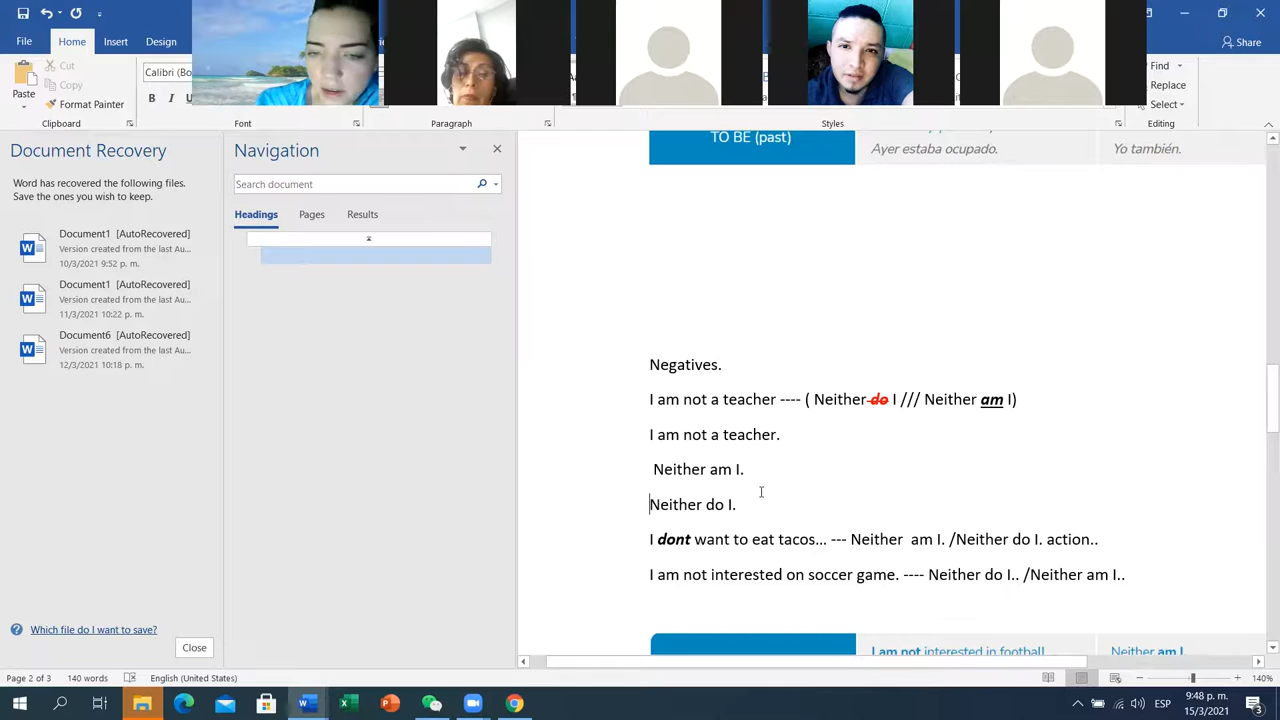 File
Home
Insert
Design
Share
Cut
Copy
Format Painter
Paste
Clipboard
Calibri (Bo
B I U
Font
Paragraph
Styles
Find
Replace
Select
Editing
Document Recovery
Word has recovered the following files.
Save the ones you wish to keep.
Document1 [AutoRecovered]
Version created from the last Au...
10/3/2021 9:52 p. m.
Document1 [AutoRecovered]
Version created from the last Au...
11/3/2021 10:22 p. m.
Document6 [AutoRecovered]
Version created from the last Au...
12/3/2021 10:18 p. m.
Which file do I want to save?
Close
Navigation
Search document
Headings Pages Results
TO BE (past)
Ayer estaba ocupado.
Yo también.
Negatives.
I am not a teacher ---- ( Neither do I /// Neither am I)
I am not a teacher.
Neither am I.
Neither do I.
I dont want to eat tacos... --- Neither am I. /Neither do I. action..
I am not interested on soccer game. ---- Neither do I.. /Neither am I..
I am not interested in football
Neither am I
Page 2 of 3 140 words English (United States)
140%
ESP
9:48 p. m.
15/3/2021
3